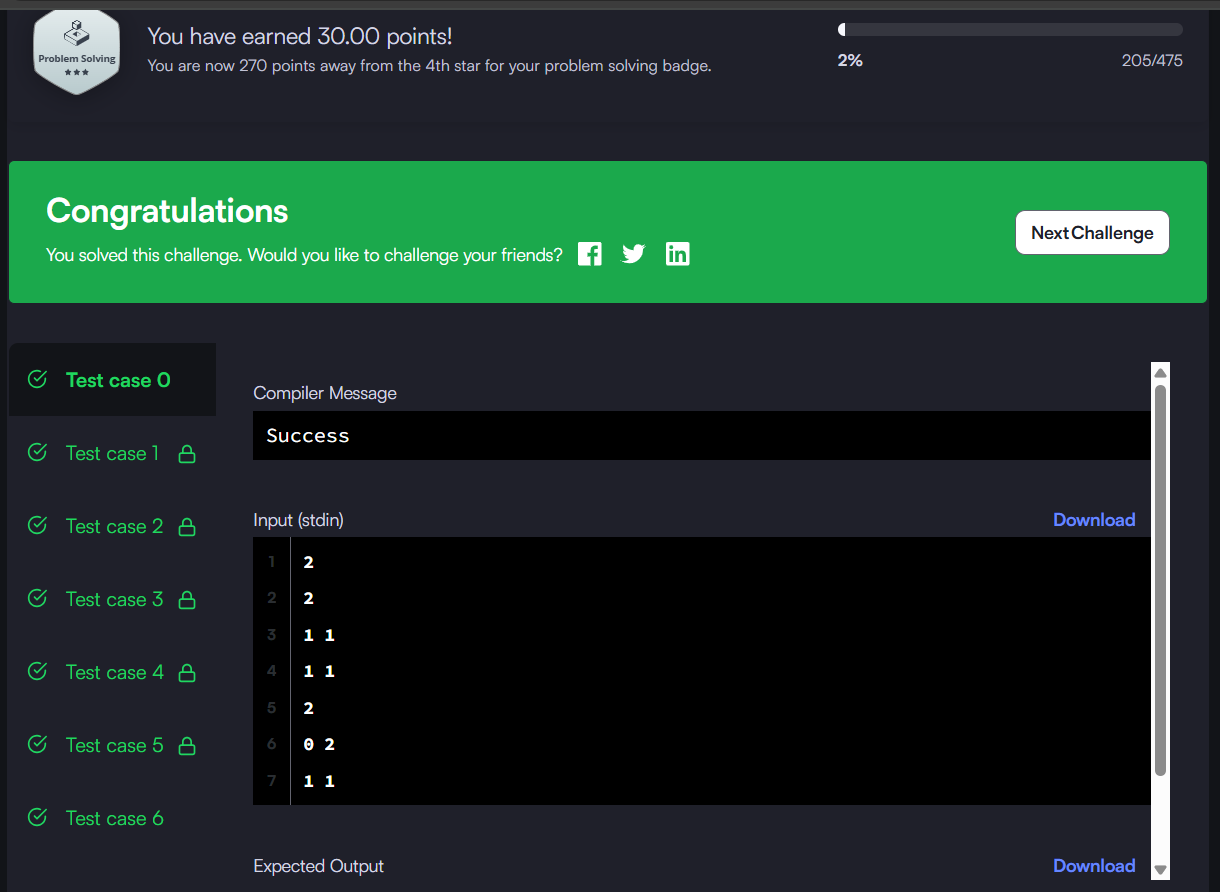 Problem Solving
You have earned 30.00 points!
You are now 270 points away from the 4th star for your problem solving badge.
2%
205/475
Congratulations
You solved this challenge. Would you like to challenge your friends?
Next Challenge
Test case 0
Test case 1
Test case 2
Test case 3
Test case 4
Test case 5
Test case 6
Compiler Message
Success
Input (stdin)
Download
1 2
2 2
3 1 1
4 1 1
5 2
6 0 2
7 1 1
Expected Output
Download